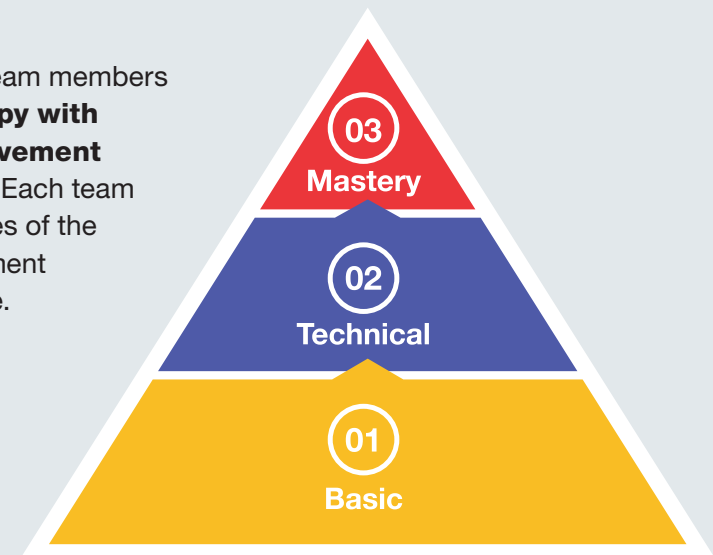 eam members
py with
vement
Each team
es of the
ment
e.
03
Mastery
02
Technical
01
Basic